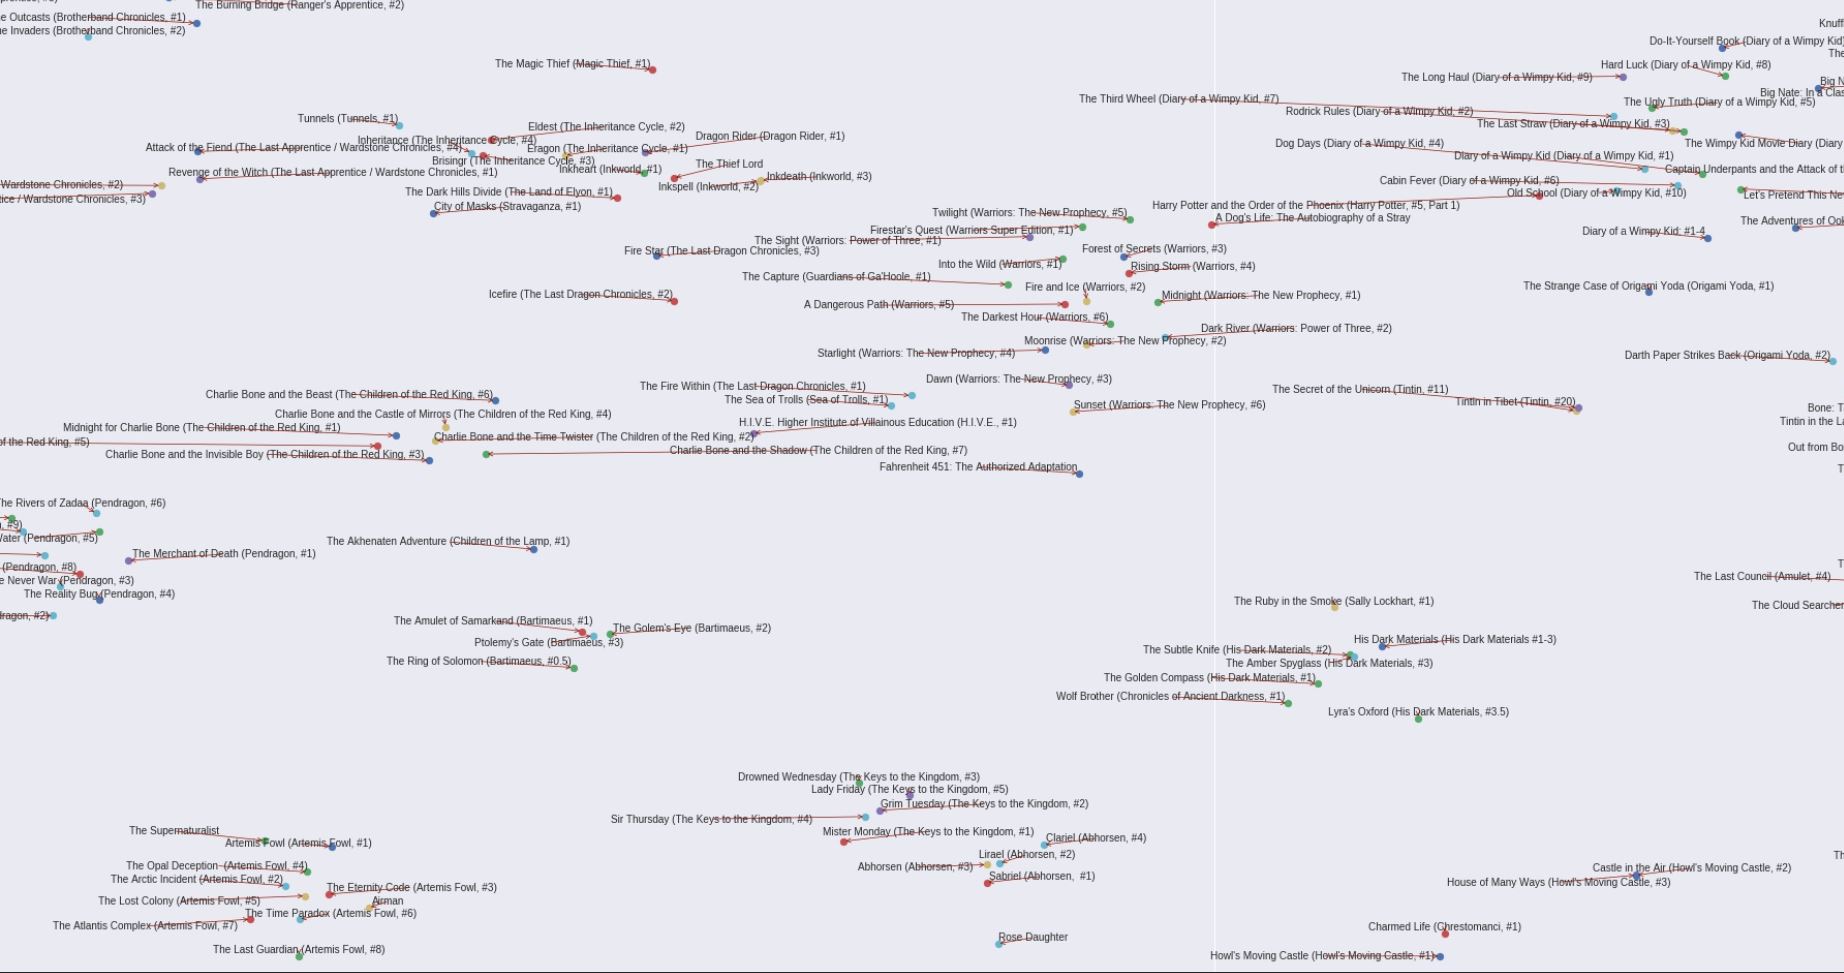 The Burning Bridge (Ranger's Apprentice, #2)
e Outcasts (Brotherband Chronicles, #1)
e Invaders (Brotherband Chronicles, #2)
Knuff
Do-It-Yourself Book (Diary of a Wimpy Kid)
The
The Magic Thief (Magic Thief, #1)
Hard Luck (Diary of a Wimpy Kid, #8)
The Long Haul (Diary of a Wimpy Kid, #9)
Big N
Big Nate: In a Clas
The Third Wheel (Diary of a Wimpy Kid, #7)
The Ugly Truth (Diary of a Wimpy Kid, #5)
Rodrick Rules (Diary of a Wimpy Kid, #2)
Tunnels (Tunnels, #1)
The Last Straw (Diary of a Wimpy Kid, #3)
Eldest (The Inheritance Cycle, #2)
Dragon Rider (Dragon Rider, #1)
Inheritance (The Inheritance Cycle, #4)
Dog Days (Diary of a Wimpy Kid, #4)
The Wimpy Kid Movie Diary (Diary
Attack of the Fiend (The Last Apprentice / Wardstone Chronicles, #4)
Eragon (The Inheritance Cycle, #1)
Diary of a Wimpy Kid (Diary of a Wimpy Kid, #1)
Brisingr (The Inheritance Cycle, #3)
The Thief Lord
Inkheart (Inkworld, #1)
Captain Underpants and the Attack of t
Revenge of the Witch (The Last Apprentice / Wardstone Chronicles, #1)
Inkdeath (Inkworld, #3)
Cabin Fever (Diary of a Wimpy Kid, #6)
Wardstone Chronicles, #2)
Inkspell (Inkworld, #2)
The Dark Hills Divide (The Land of Elyon, #1)
Old School (Diary of a Wimpy Kid, #10)
Let's Pretend This Ne
tice / Wardstone Chronicles, #3)
City of Masks (Stravaganza, #1)
Harry Potter and the Order of the Phoenix (Harry Potter, #5, Part 1)
Twilight (Warriors: The New Prophecy, #5)
A Dog's Life: The Autobiography of a Stray
The Adventures of Ook
Firestar's Quest (Warriors Super Edition, #1)
Diary of a Wimpy Kid: #1-4
The Sight (Warriors: Power of Three, #1)
Fire Star (The Last Dragon Chronicles, #3)
Forest of Secrets (Warriors, #3)
Into the Wild (Warriors, #1)
Rising Storm (Warriors, #4)
The Capture (Guardians of Ga'Hoole, #1)
Fire and Ice (Warriors, #2)
The Strange Case of Origami Yoda (Origami Yoda, #1)
Icefire (The Last Dragon Chronicles, #2)
Midnight (Warriors: The New Prophecy, #1)
A Dangerous Path (Warriors, #5)
The Darkest Hour (Warriors, #6)
Dark River (Warriors: Power of Three, #2)
Moonrise (Warriors: The New Prophecy, #2)
Starlight (Warriors: The New Prophecy, #4)
Darth Paper Strikes Back (Origami Yoda, #2)
Dawn (Warriors: The New Prophecy, #3)
The Fire Within (The Last Dragon Chronicles, #1)
The Secret of the Unicorn (Tintin, #11)
Charlie Bone and the Beast (The Children of the Red King, #6)
The Sea of Trolls (Sea of Trolls, #1)
Tintin in Tibet (Tintin, #20)
Sunset (Warriors: The New Prophecy, #6)
Bone: T
Charlie Bone and the Castle of Mirrors (The Children of the Red King, #4)
H.I.V.E. Higher Institute of Villainous Education (H.I.V.E., #1)
Tintin in the La
Midnight for Charlie Bone (The Children of the Red King, #1)
Charlie Bone and the Time Twister (The Children of the Red King, #2)
of the Red King, #5)
Out from Bo
Charlie Bone and the Shadow (The Children of the Red King, #7)
Charlie Bone and the Invisible Boy (The Children of the Red King, #3)
Fahrenheit 451: The Authorized Adaptation
T
The Rivers of Zadaa (Pendragon, #6)
, #9)
Water (Pendragon, #5)
The Akhenaten Adventure (Children of the Lamp, #1)
The Merchant of Death (Pendragon, #1)
T
(Pendragon, #8)
The Last Council (Amulet, #4)
e Never War (Pendragon, #3)
The Reality Bug (Pendragon, #4)
The Ruby in the Smoke (Sally Lockhart, #1)
The Cloud Searcher
dragon, #2)
The Amulet of Samarkand (Bartimaeus, #1)
The Golem's Eye (Bartimaeus, #2)
Ptolemy's Gate (Bartimaeus, #3)
His Dark Materials (His Dark Materials #1-3)
The Subtle Knife (His Dark Materials, #2)
The Ring of Solomon (Bartimaeus, #0.5)
The Amber Spyglass (His Dark Materials, #3)
The Golden Compass (His Dark Materials, #1)
Wolf Brother (Chronicles of Ancient Darkness, #1)
Lyra's Oxford (His Dark Materials, #3.5)
Drowned Wednesday (The Keys to the Kingdom, #3)
Lady Friday (The Keys to the Kingdom, #5)
Grim Tuesday (The Keys to the Kingdom, #2)
Sir Thursday (The Keys to the Kingdom, #4)
The Supernaturalist
Mister Monday (The Keys to the Kingdom, #1)
Clariel (Abhorsen, #4)
Artemis Fowl (Artemis Fowl, #1)
Lirael (Abhorsen, #2)
Th
The Opal Deception (Artemis Fowl, #4)
Abhorsen (Abhorsen, #3)
Castle in the Air (Howl's Moving Castle, #2)
The Arctic Incident (Artemis Fowl, #2)
Sabriel (Abhorsen, #1)
House of Many Ways (Howl's Moving Castle, #3)
The Eternity Code (Artemis Fowl, #3)
The Lost Colony (Artemis Fowl, #5)
Airman
The Time Paradox (Artemis Fowl, #6)
The Atlantis Complex (Artemis Fowl, #7)
Charmed Life (Chrestomanci, #1)
Rose Daughter
The Last Guardian (Artemis Fowl, #8)
Howl's Moving Castle (Howl's Moving Castle, #1)